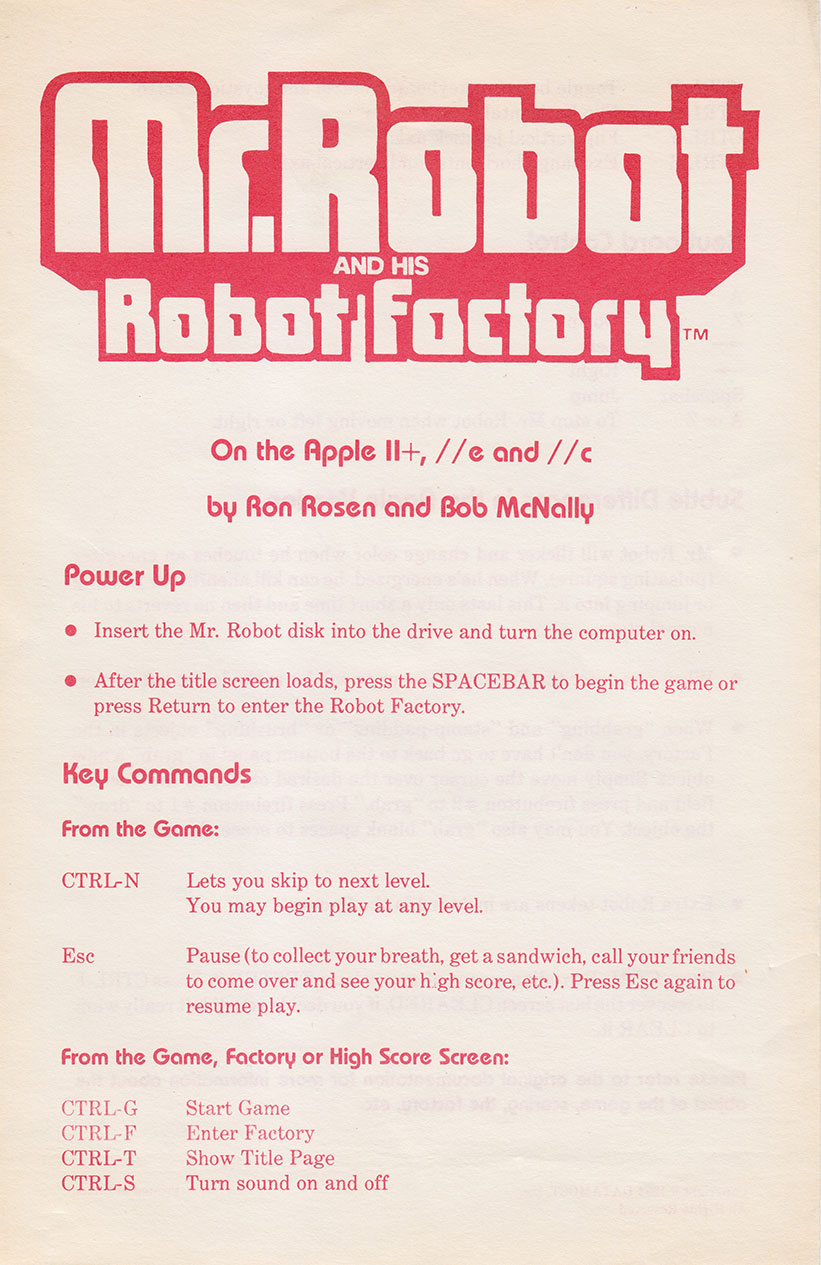 Mr. Robot
AND HIS
Robot Factory TM
On the Apple II+, //e and //c
by Ron Rosen and Bob McNally
Power Up
● Insert the Mr. Robot disk into the drive and turn the computer on.
● After the title screen loads, press the SPACEBAR to begin the game or
press Return to enter the Robot Factory.
Key Commands
From the Game:
CTRL-N Lets you skip to next level.
You may begin play at any level.
Esc Pause (to collect your breath, get a sandwich, call your friends
to come over and see your high score, etc.). Press Esc again to
resume play.
From the Game, Factory or High Score Screen:
CTRL-G Start Game
CTRL-F Enter Factory
CTRL-T Show Title Page
CTRL-S Turn sound on and off